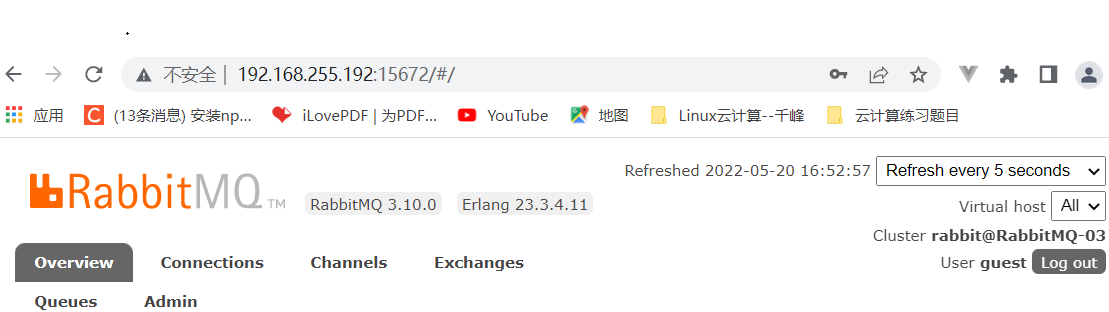 不安全 | 192.168.255.192:15672/#/
应用 (13条消息) 安装np... iLovePDF | 为PDF... YouTube 地图 Linux云计算--千峰 云计算练习题目
Refreshed 2022-05-20 16:52:57 Refresh every 5 seconds
RabbitMQ TM RabbitMQ 3.10.0 Erlang 23.3.4.11
Virtual host All
Cluster rabbit@RabbitMQ-03
User guest Log out
Overview Connections Channels Exchanges
Queues Admin